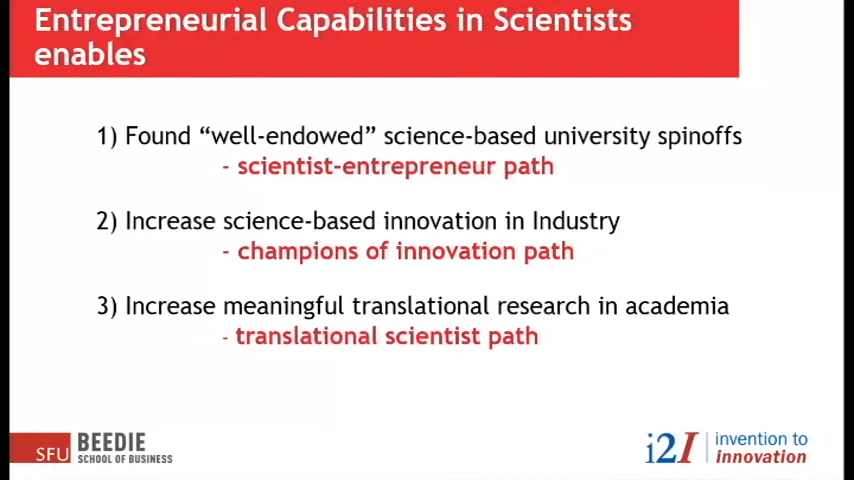 Entrepreneurial Capabilities in Scientists
enables
1) Found “well-endowed” science-based university spinoffs
- scientist-entrepreneur path
2) Increase science-based innovation in Industry
- champions of innovation path
3) Increase meaningful translational research in academia
- translational scientist path
SFU
BEEDIE
SCHOOL OF BUSINESS
i2I
invention to
innovation